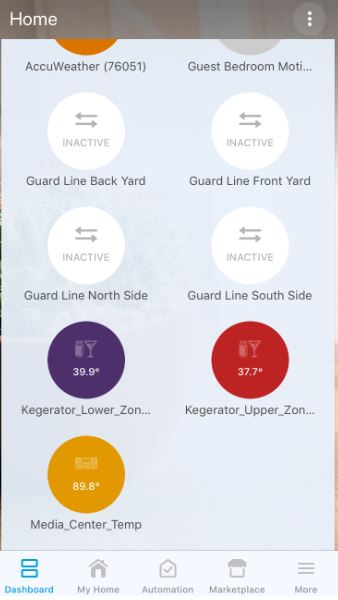 Home
AccuWeather (76051)
Guest Bedroom Moti...
INACTIVE
INACTIVE
Guard Line Back Yard
Guard Line Front Yard
INACTIVE
INACTIVE
Guard Line North Side
Guard Line South Side
39.9°
37.7°
Kegerator_Lower_Zon...
Kegerator_Upper_Zon...
89.8°
Media_Center_Temp
Dashboard
My Home
Automation
Marketplace
More